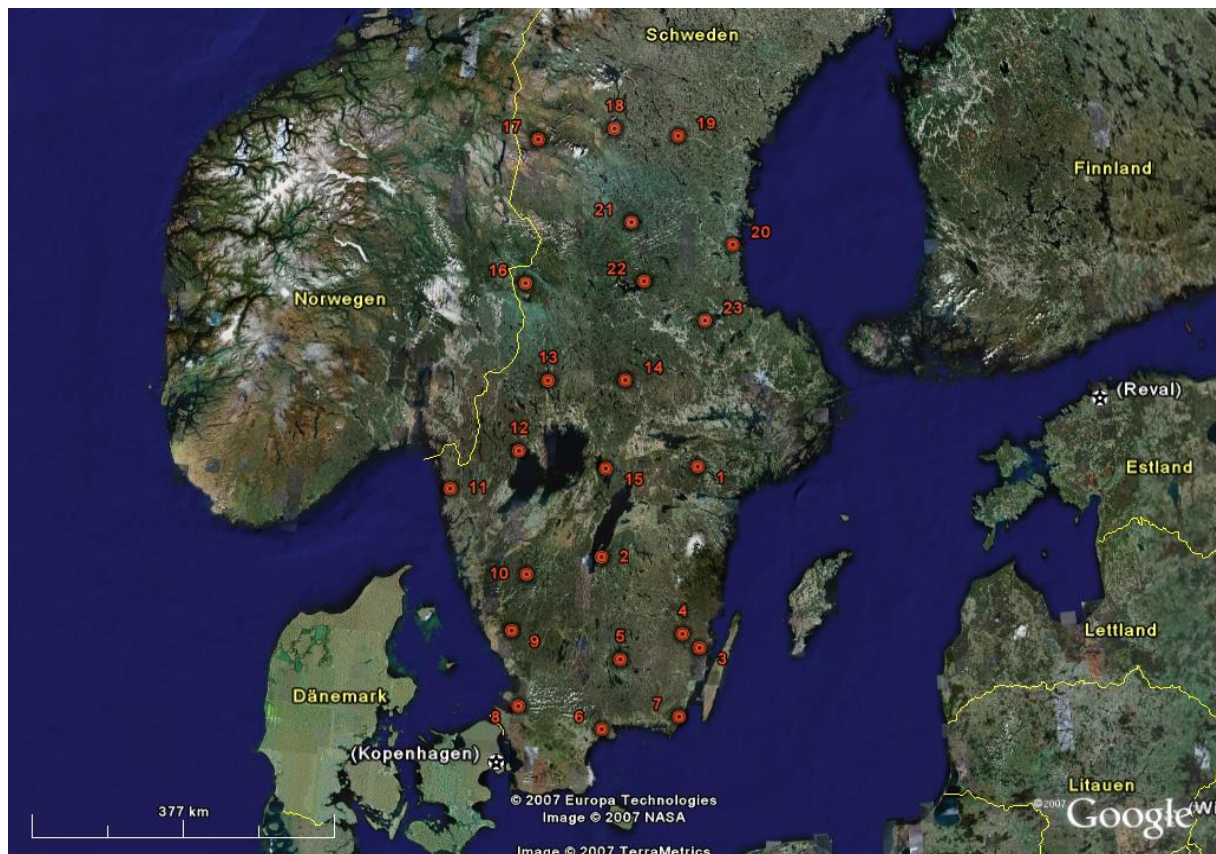 Schweden
18
19
17
Finnland
21
20
22
16
Norwegen
23
13
14
(Reval)
12
Estland
1
15
11
2
10
4
Lettland
9
5
3
Dänemark
7
8
6
(Kopenhagen)
Litauen
© 2007 Europa Technologies
Image © 2007 NASA
©2007
Google
(Wi
377 km
Image © 2007 TerraMetrics